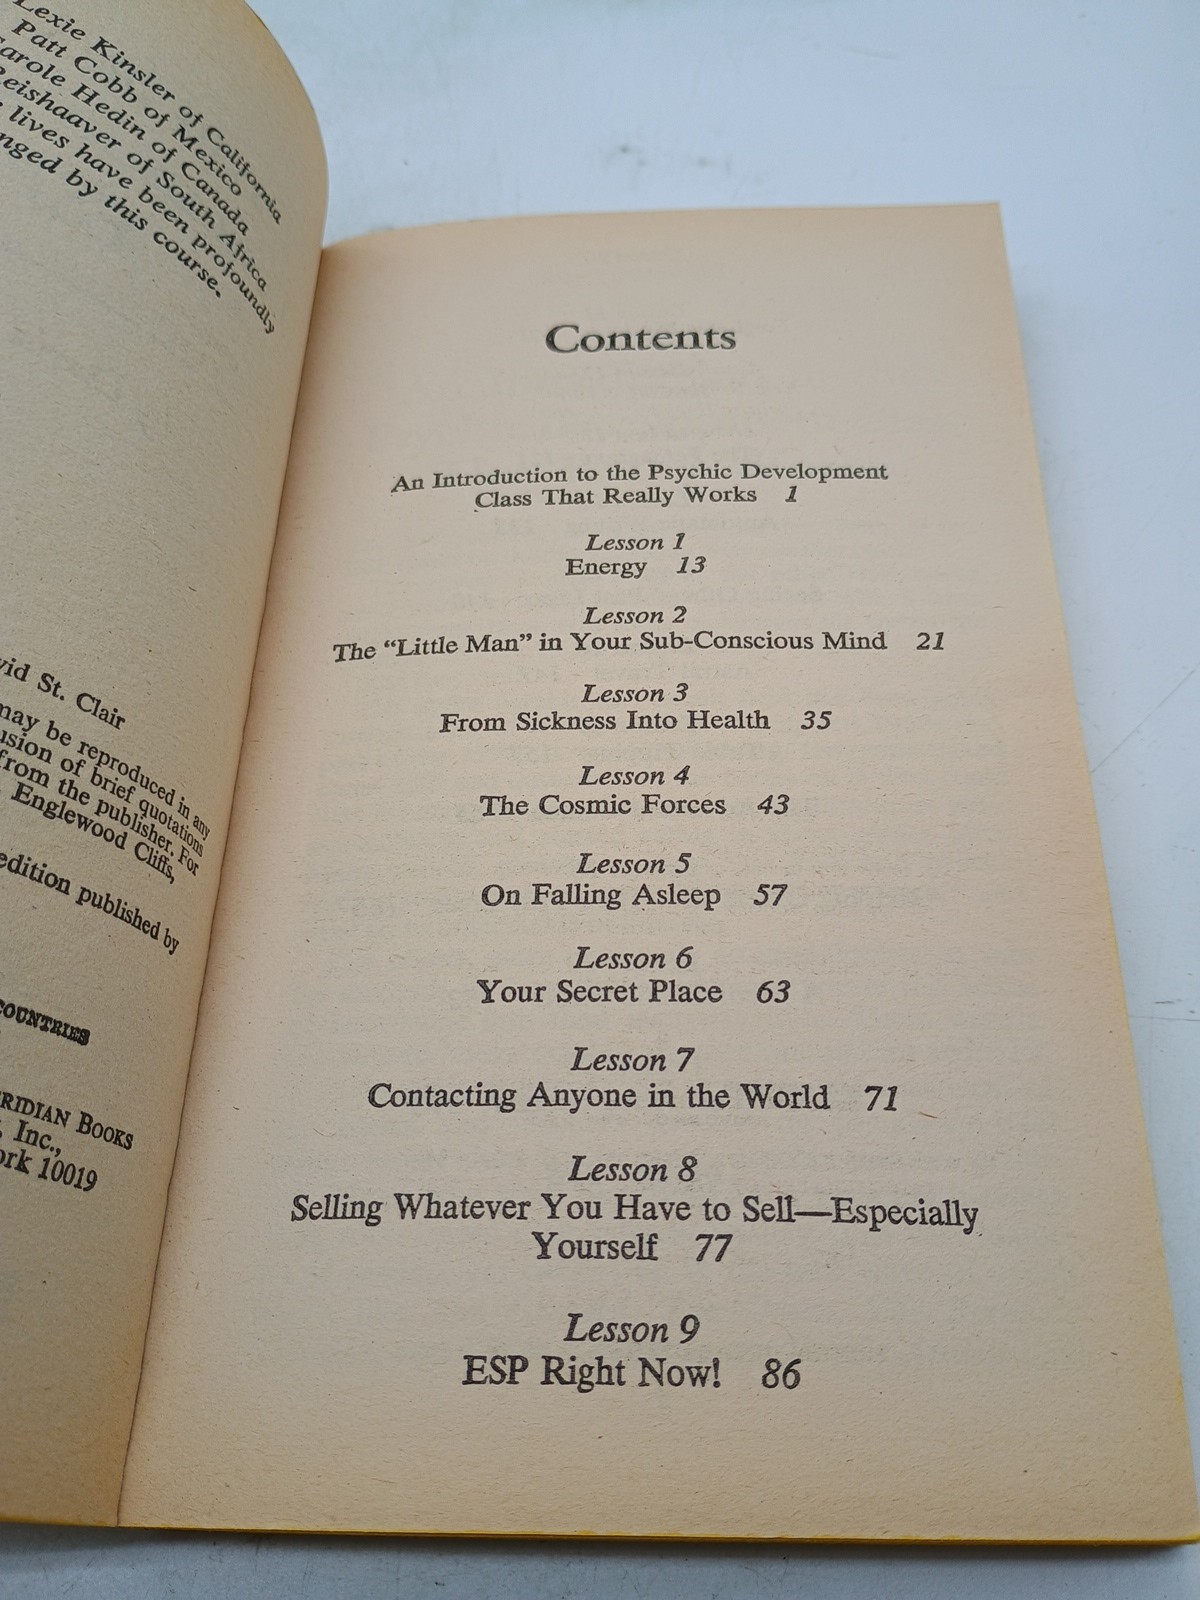 Lexie Kinsler of California
Patt Cobb of Mexico
Carole Hedin of Canada
of South Africa
lives have been profoundly
by this course.
St. Clair
may be reproduced in any
of brief quotations
from the publisher. For
Englewood Cliffs,
edition published by
COUNTRIES
BOOKS
Inc.,
10019
Contents
An Introduction to the Psychic Development
Class That Really Works 1
Lesson 1
Energy 13
Lesson 2
The “Little Man” in Your Sub-Conscious Mind 21
Lesson 3
From Sickness Into Health 35
Lesson 4
The Cosmic Forces 43
Lesson 5
On Falling Asleep 57
Lesson 6
Your Secret Place 63
Lesson 7
Contacting Anyone in the World 71
Lesson 8
Selling Whatever You Have to Sell—Especially
Yourself 77
Lesson 9
ESP Right Now! 86